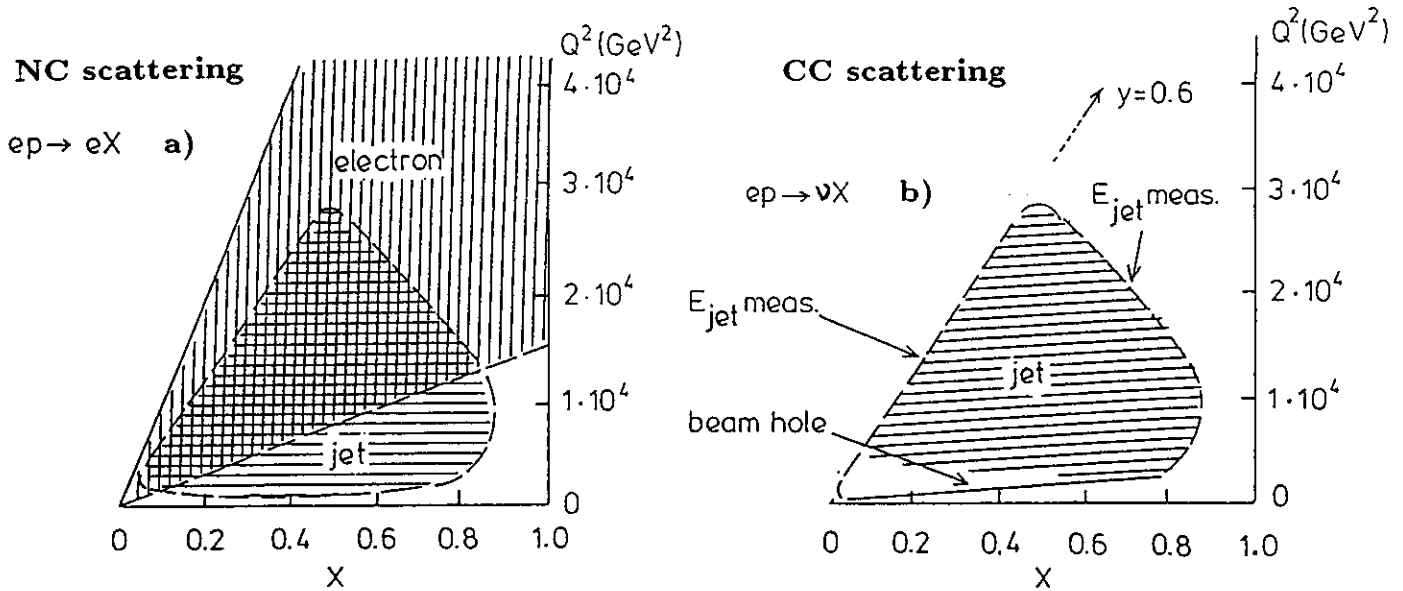 NC scattering
ep→ eX a)
electron
jet
Q²(GeV²)
4·10⁴
3·10⁴
2·10⁴
1·10⁴
0
0 0.2 0.4 0.6 0.8 1.0
X
CC scattering
ep→νX b)
y=0.6
E_jet meas.
E_jet meas.
jet
beam hole
Q²(GeV²)
4·10⁴
3·10⁴
2·10⁴
1·10⁴
0
0 0.2 0.4 0.6 0.8 1.0
X